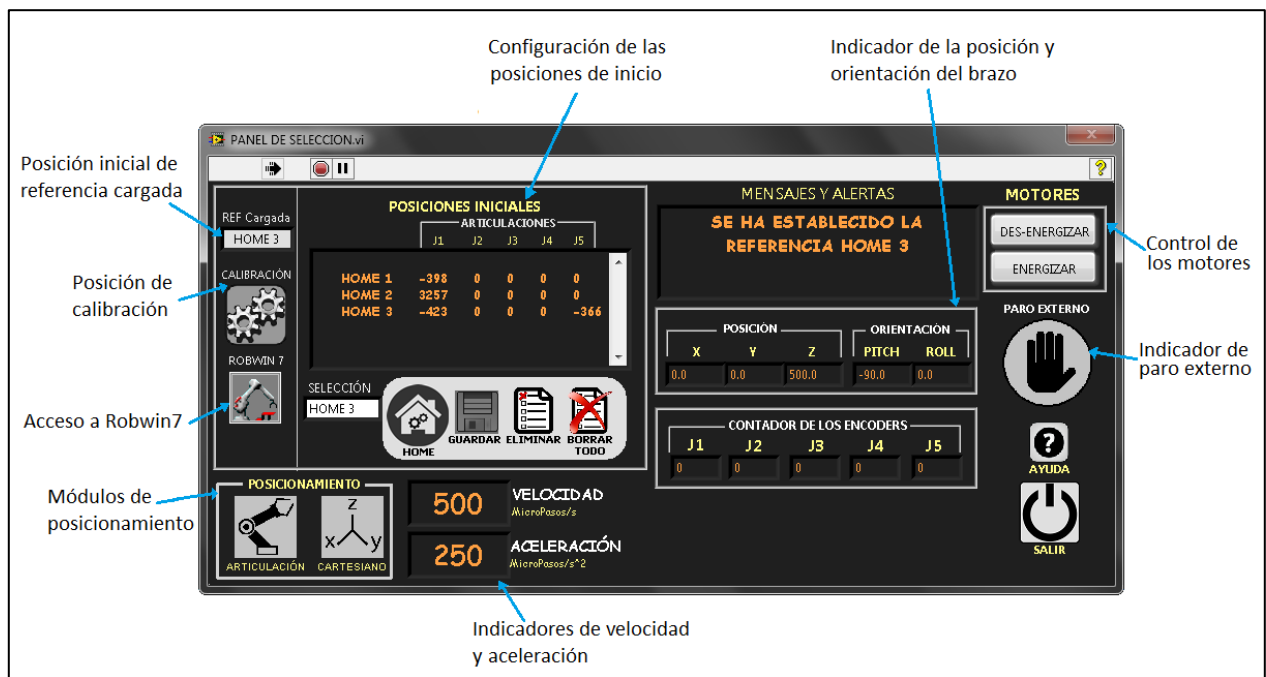 Configuración de las
posiciones de inicio
Indicador de la posición y
orientación del brazo
Posición inicial de
referencia cargada
Posición de
calibración
Acceso a Robwin7
Módulos de
posicionamiento
PANEL DE SELECCION.vi
REF Cargada
HOME 3
CALIBRACIÓN
ROBWIN 7
POSICIONES INICIALES
ARTICULACIONES
J1 J2 J3 J4 J5
HOME 1 -398 0 0 0 0
HOME 2 3257 0 0 0 0
HOME 3 -423 0 0 0 -366
SELECCIÓN
HOME 3
HOME
GUARDAR
ELIMINAR
BORRAR
TODO
POSICIONAMIENTO
Z
X Y
ARTICULACIÓN CARTESIANO
500 VELOCIDAD
MicroPasos/s
250 ACELERACIÓN
MicroPasos/s^2
MENSAJES Y ALERTAS
SE HA ESTABLECIDO LA
REFERENCIA HOME 3
POSICIÓN ORIENTACIÓN
X Y Z PITCH ROLL
0.0 0.0 500.0 -90.0 0.0
CONTADOR DE LOS ENCODERS
J1 J2 J3 J4 J5
0 0 0 0 0
MOTORES
DES-ENERGIZAR
ENERGIZAR
PARO EXTERNO
AYUDA
SALIR
Control de
los motores
Indicador de
paro externo
Indicadores de velocidad
y aceleración